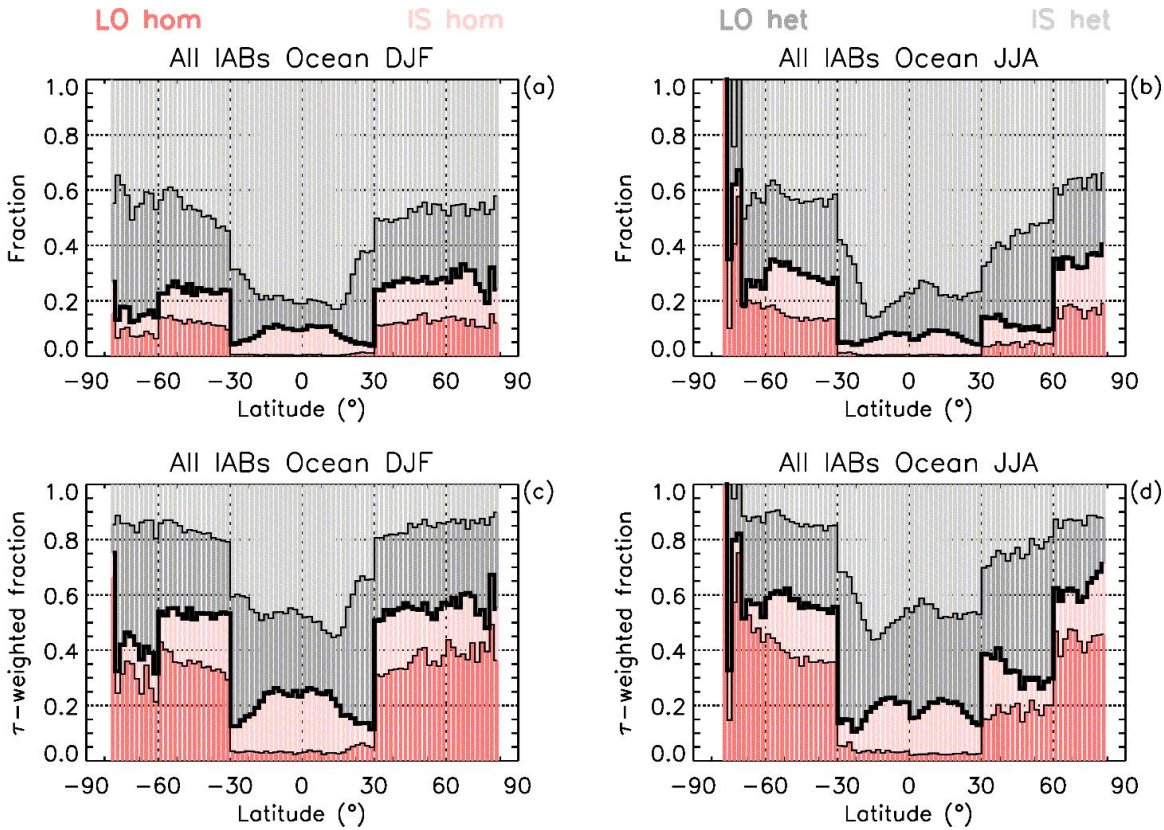 LO hom IS hom LO het IS het
All IABs Ocean DJF
(a)
Fraction
1.0
0.8
0.6
0.4
0.2
0.0
−90 −60 −30 0 30 60 90
Latitude (°)
All IABs Ocean JJA
(b)
Fraction
1.0
0.8
0.6
0.4
0.2
0.0
−90 −60 −30 0 30 60 90
Latitude (°)
All IABs Ocean DJF
(c)
τ−weighted fraction
1.0
0.8
0.6
0.4
0.2
0.0
−90 −60 −30 0 30 60 90
Latitude (°)
All IABs Ocean JJA
(d)
τ−weighted fraction
1.0
0.8
0.6
0.4
0.2
0.0
−90 −60 −30 0 30 60 90
Latitude (°)